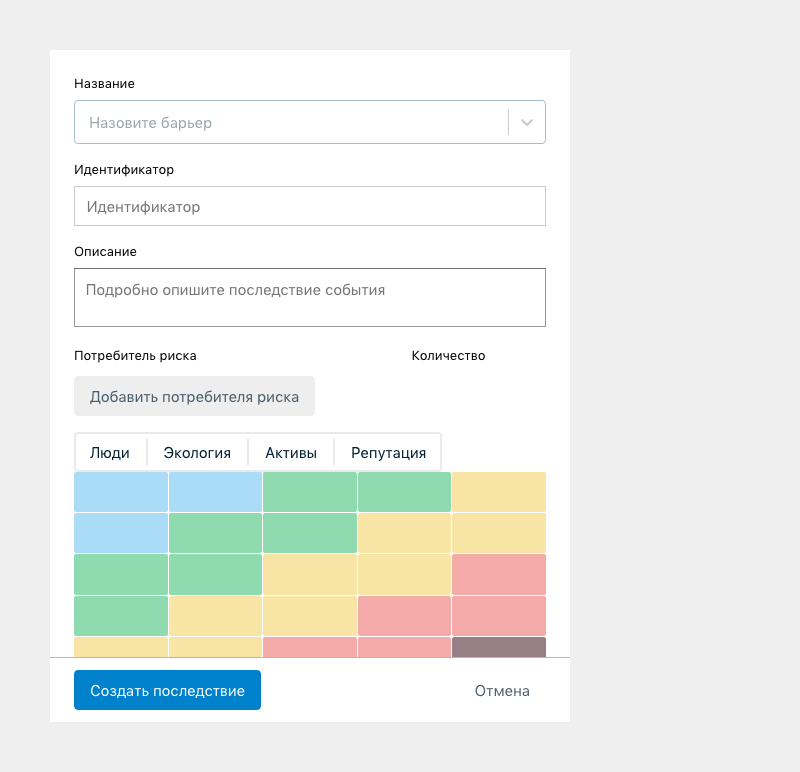 Название
Назовите барьер
Идентификатор
Идентификатор
Описание
Подробно опишите последствие события
Потребитель риска Количество
Добавить потребителя риска
Люди Экология Активы Репутация
Создать последствие Отмена